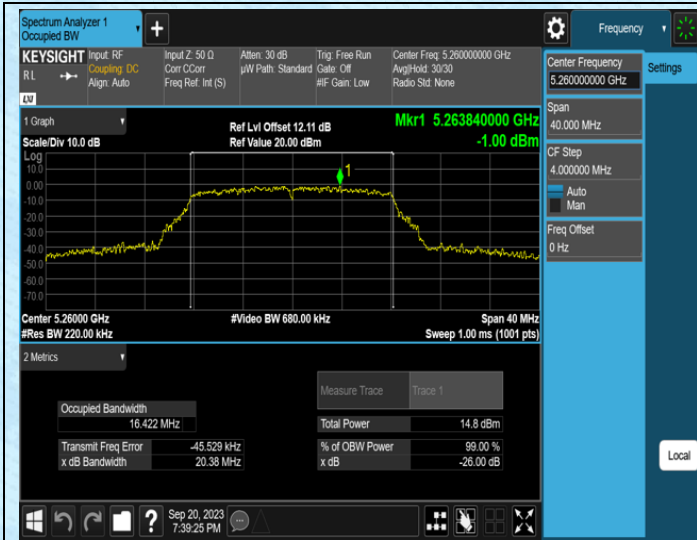 Spectrum Analyzer 1
Occupied BW
Frequency
KEYSIGHT
RL
LXI
Input: RF
Coupling: DC
Align: Auto
Input Z: 50 Ω
Corr CCorr
Freq Ref: Int (S)
Atten: 30 dB
µW Path: Standard
Trig: Free Run
Gate: Off
#IF Gain: Low
Center Freq: 5.260000000 GHz
Avg|Hold: 30/30
Radio Std: None
Center Frequency
5.260000000 GHz
Settings
Span
40.000 MHz
CF Step
4.000000 MHz
Auto
Man
Freq Offset
0 Hz
1 Graph
Scale/Div 10.0 dB
Ref Lvl Offset 12.11 dB
Ref Value 20.00 dBm
Mkr1 5.263840000 GHz
-1.00 dBm
Log
10.0
0.00
-10.0
-20.0
-30.0
-40.0
-50.0
-60.0
-70.0
1
Center 5.26000 GHz
#Res BW 220.00 kHz
#Video BW 680.00 kHz
Span 40 MHz
Sweep 1.00 ms (1001 pts)
2 Metrics
Measure Trace
Trace 1
Occupied Bandwidth
16.422 MHz
Total Power
14.8 dBm
Transmit Freq Error
-45.529 kHz
% of OBW Power
99.00 %
x dB Bandwidth
20.38 MHz
x dB
-26.00 dB
Local
?
Sep 20, 2023
7:39:25 PM